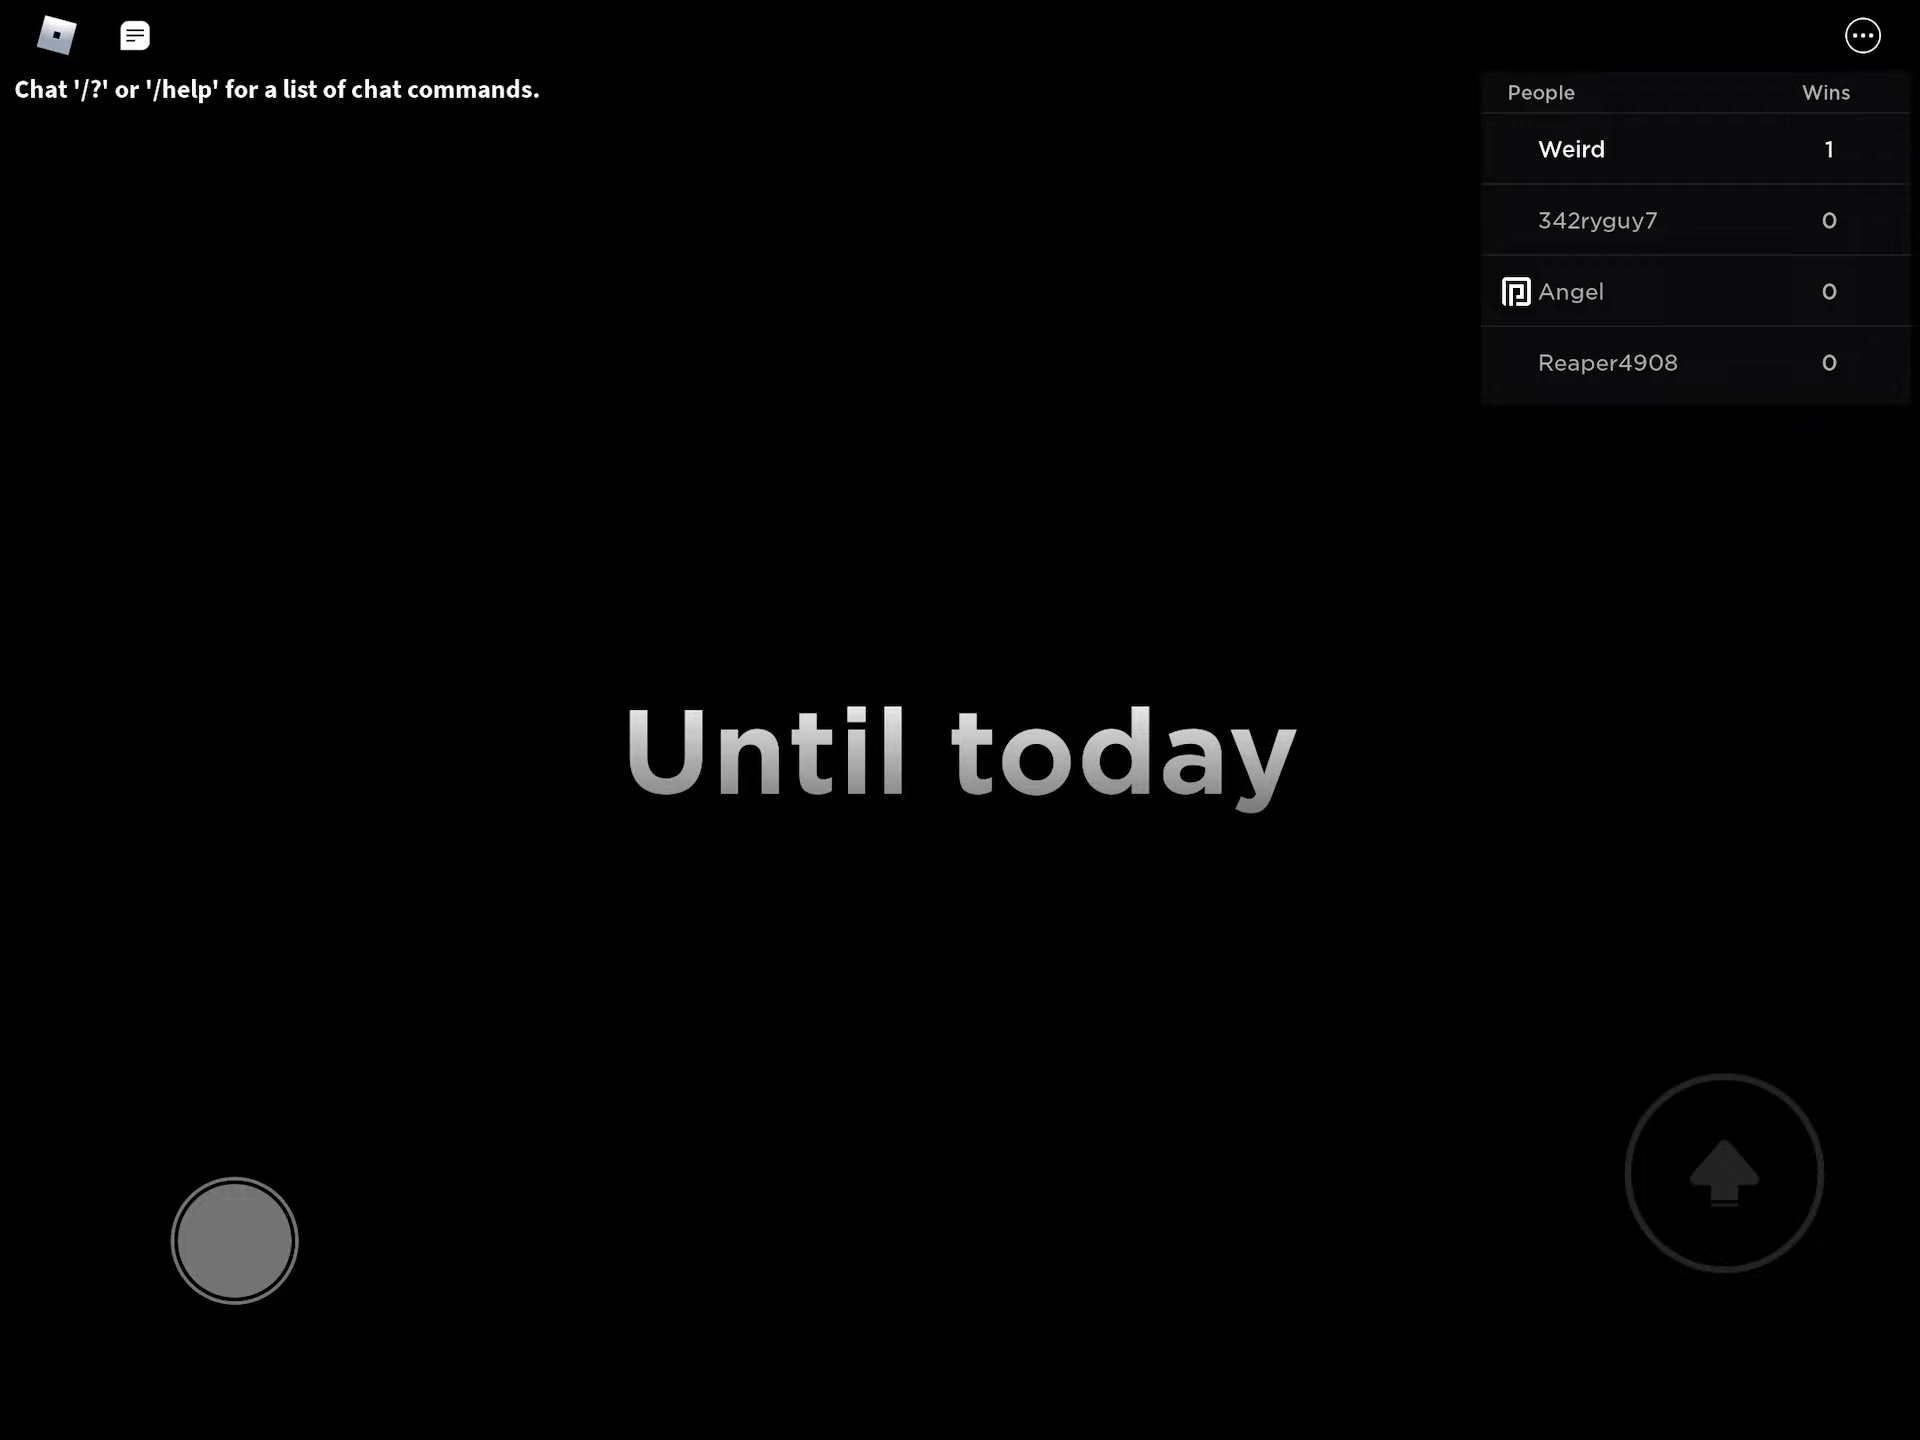 Chat '/?' or '/help' for a list of chat commands.
People Wins
Weird 1
342ryguy7 0
Angel 0
Reaper4908 0
Until today